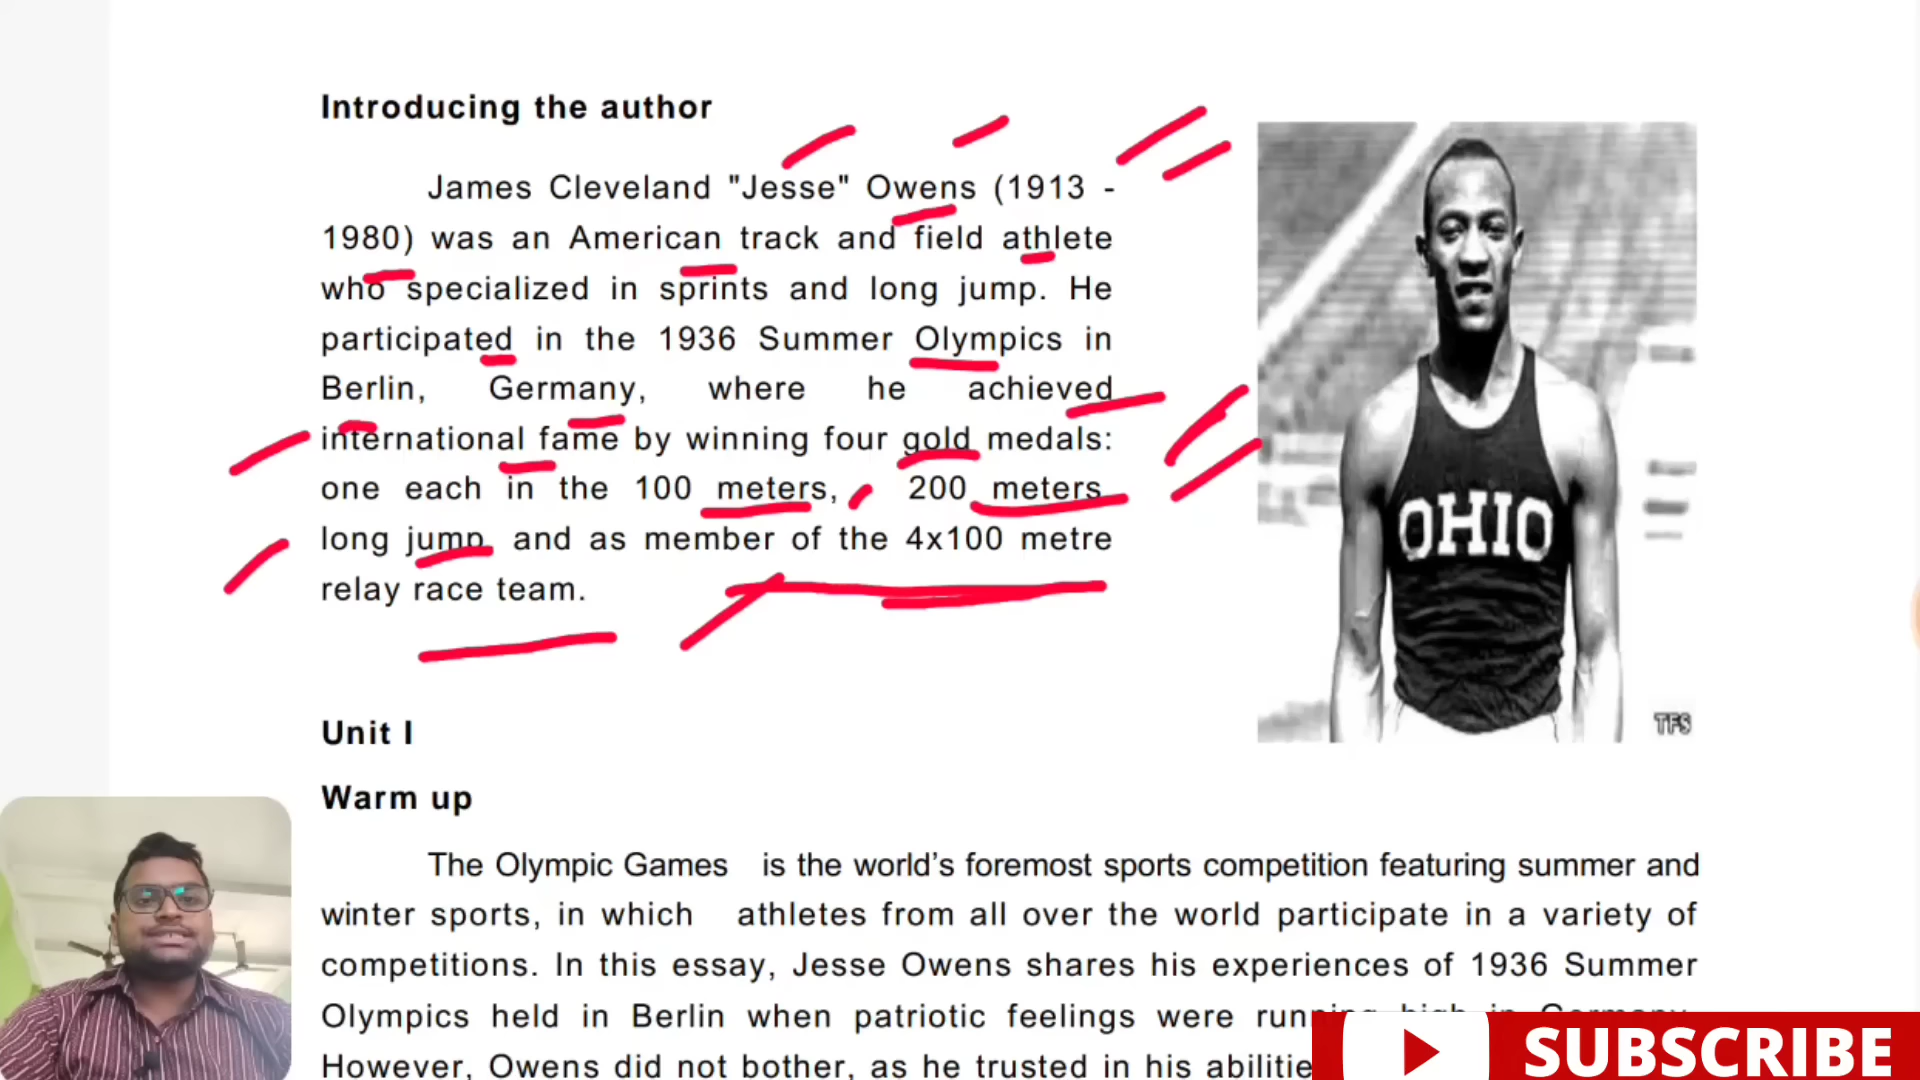 Introducing the author
James Cleveland "Jesse" Owens (1913 -
1980) was an American track and field athlete
who specialized in sprints and long jump. He
participated in the 1936 Summer Olympics in
Berlin, Germany, where he achieved
international fame by winning four gold medals:
one each in the 100 meters, 200 meters
long jump and as member of the 4x100 metre
relay race team.
OHIO
TFS
Unit I
Warm up
The Olympic Games is the world’s foremost sports competition featuring summer and
winter sports, in which athletes from all over the world participate in a variety of
competitions. In this essay, Jesse Owens shares his experiences of 1936 Summer
Olympics held in Berlin when patriotic feelings were running high in Germany.
However, Owens did not bother, as he trusted in his abilitie
SUBSCRIBE